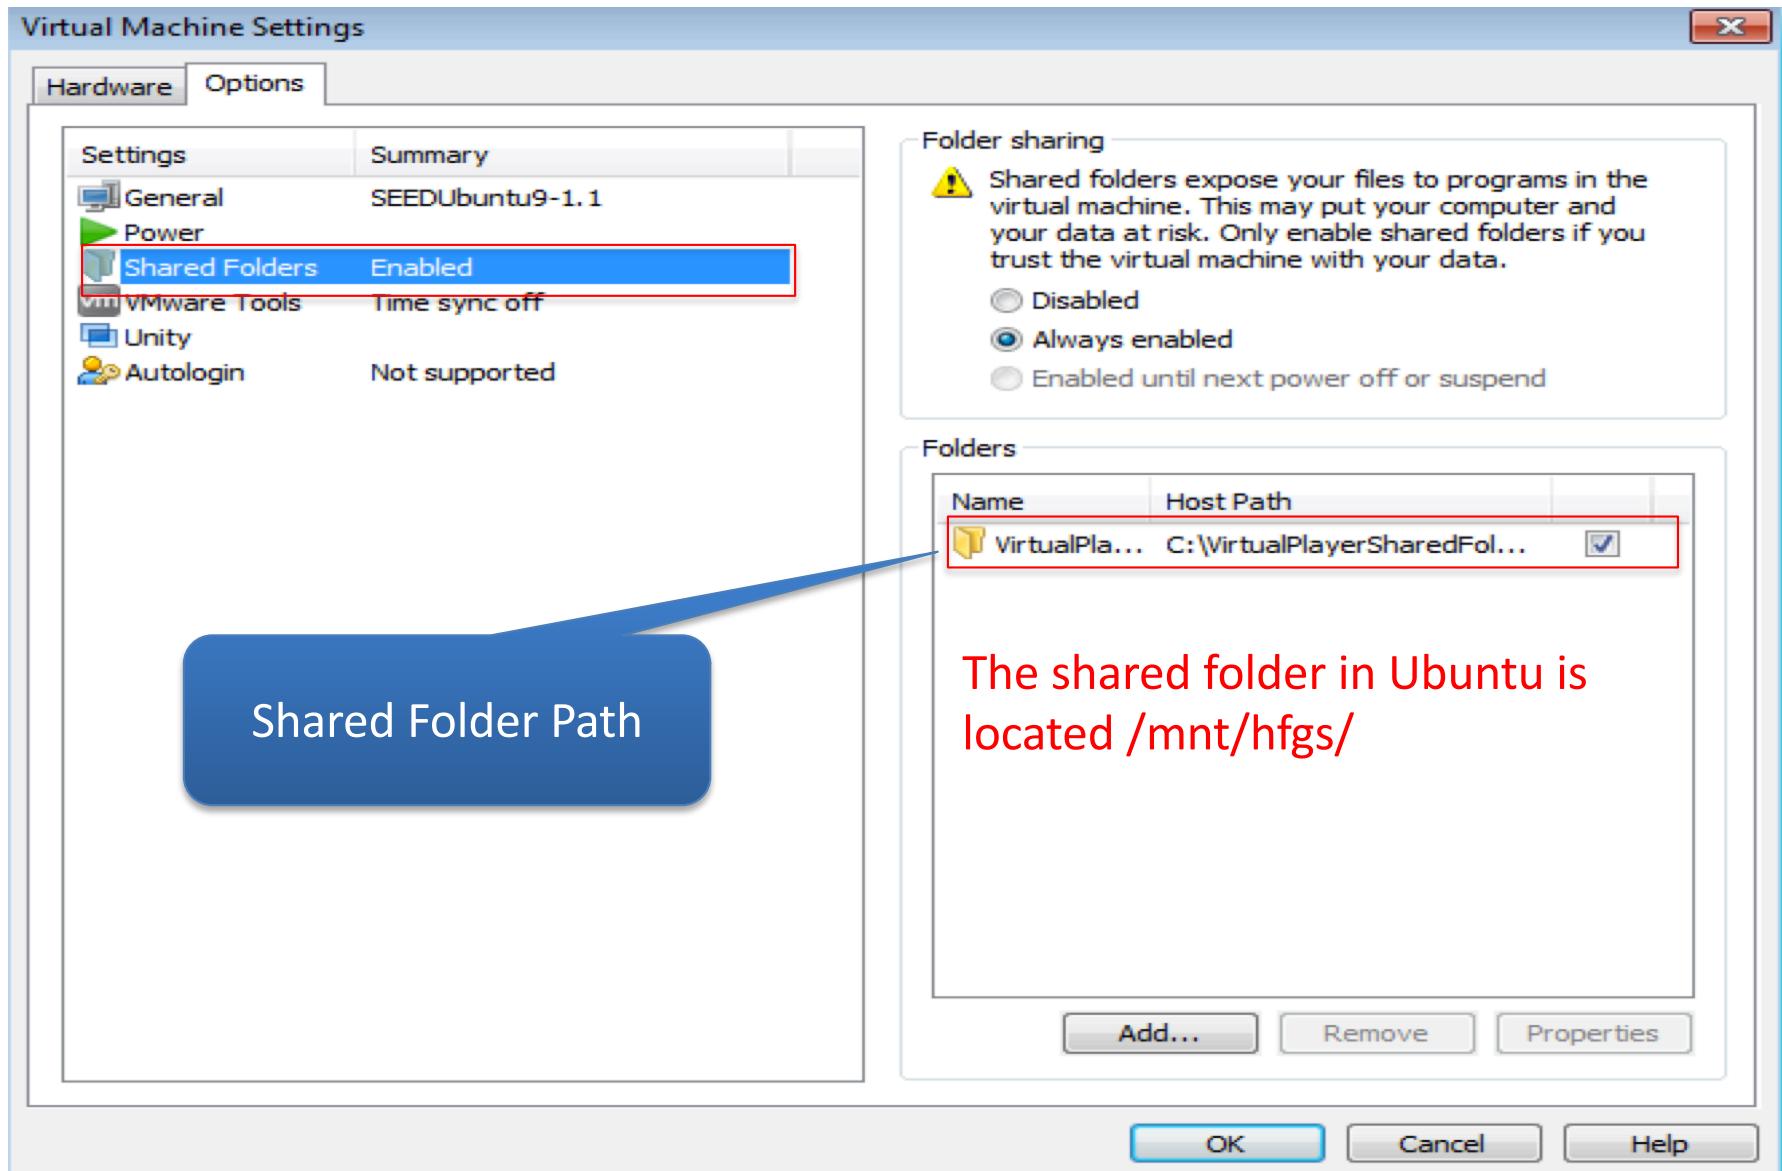 Virtual Machine Settings
Hardware
Options
Settings
Summary
General
SEEDUbuntu9-1.1
Power
Shared Folders
Enabled
VMware Tools
Time sync off
Unity
Autologin
Not supported
Folder sharing
Shared folders expose your files to programs in the
virtual machine. This may put your computer and
your data at risk. Only enable shared folders if you
trust the virtual machine with your data.
Disabled
Always enabled
Enabled until next power off or suspend
Folders
Name
Host Path
VirtualPla...
C:\VirtualPlayerSharedFol...
Shared Folder Path
The shared folder in Ubuntu is
located /mnt/hfgs/
Add...
Remove
Properties
OK
Cancel
Help